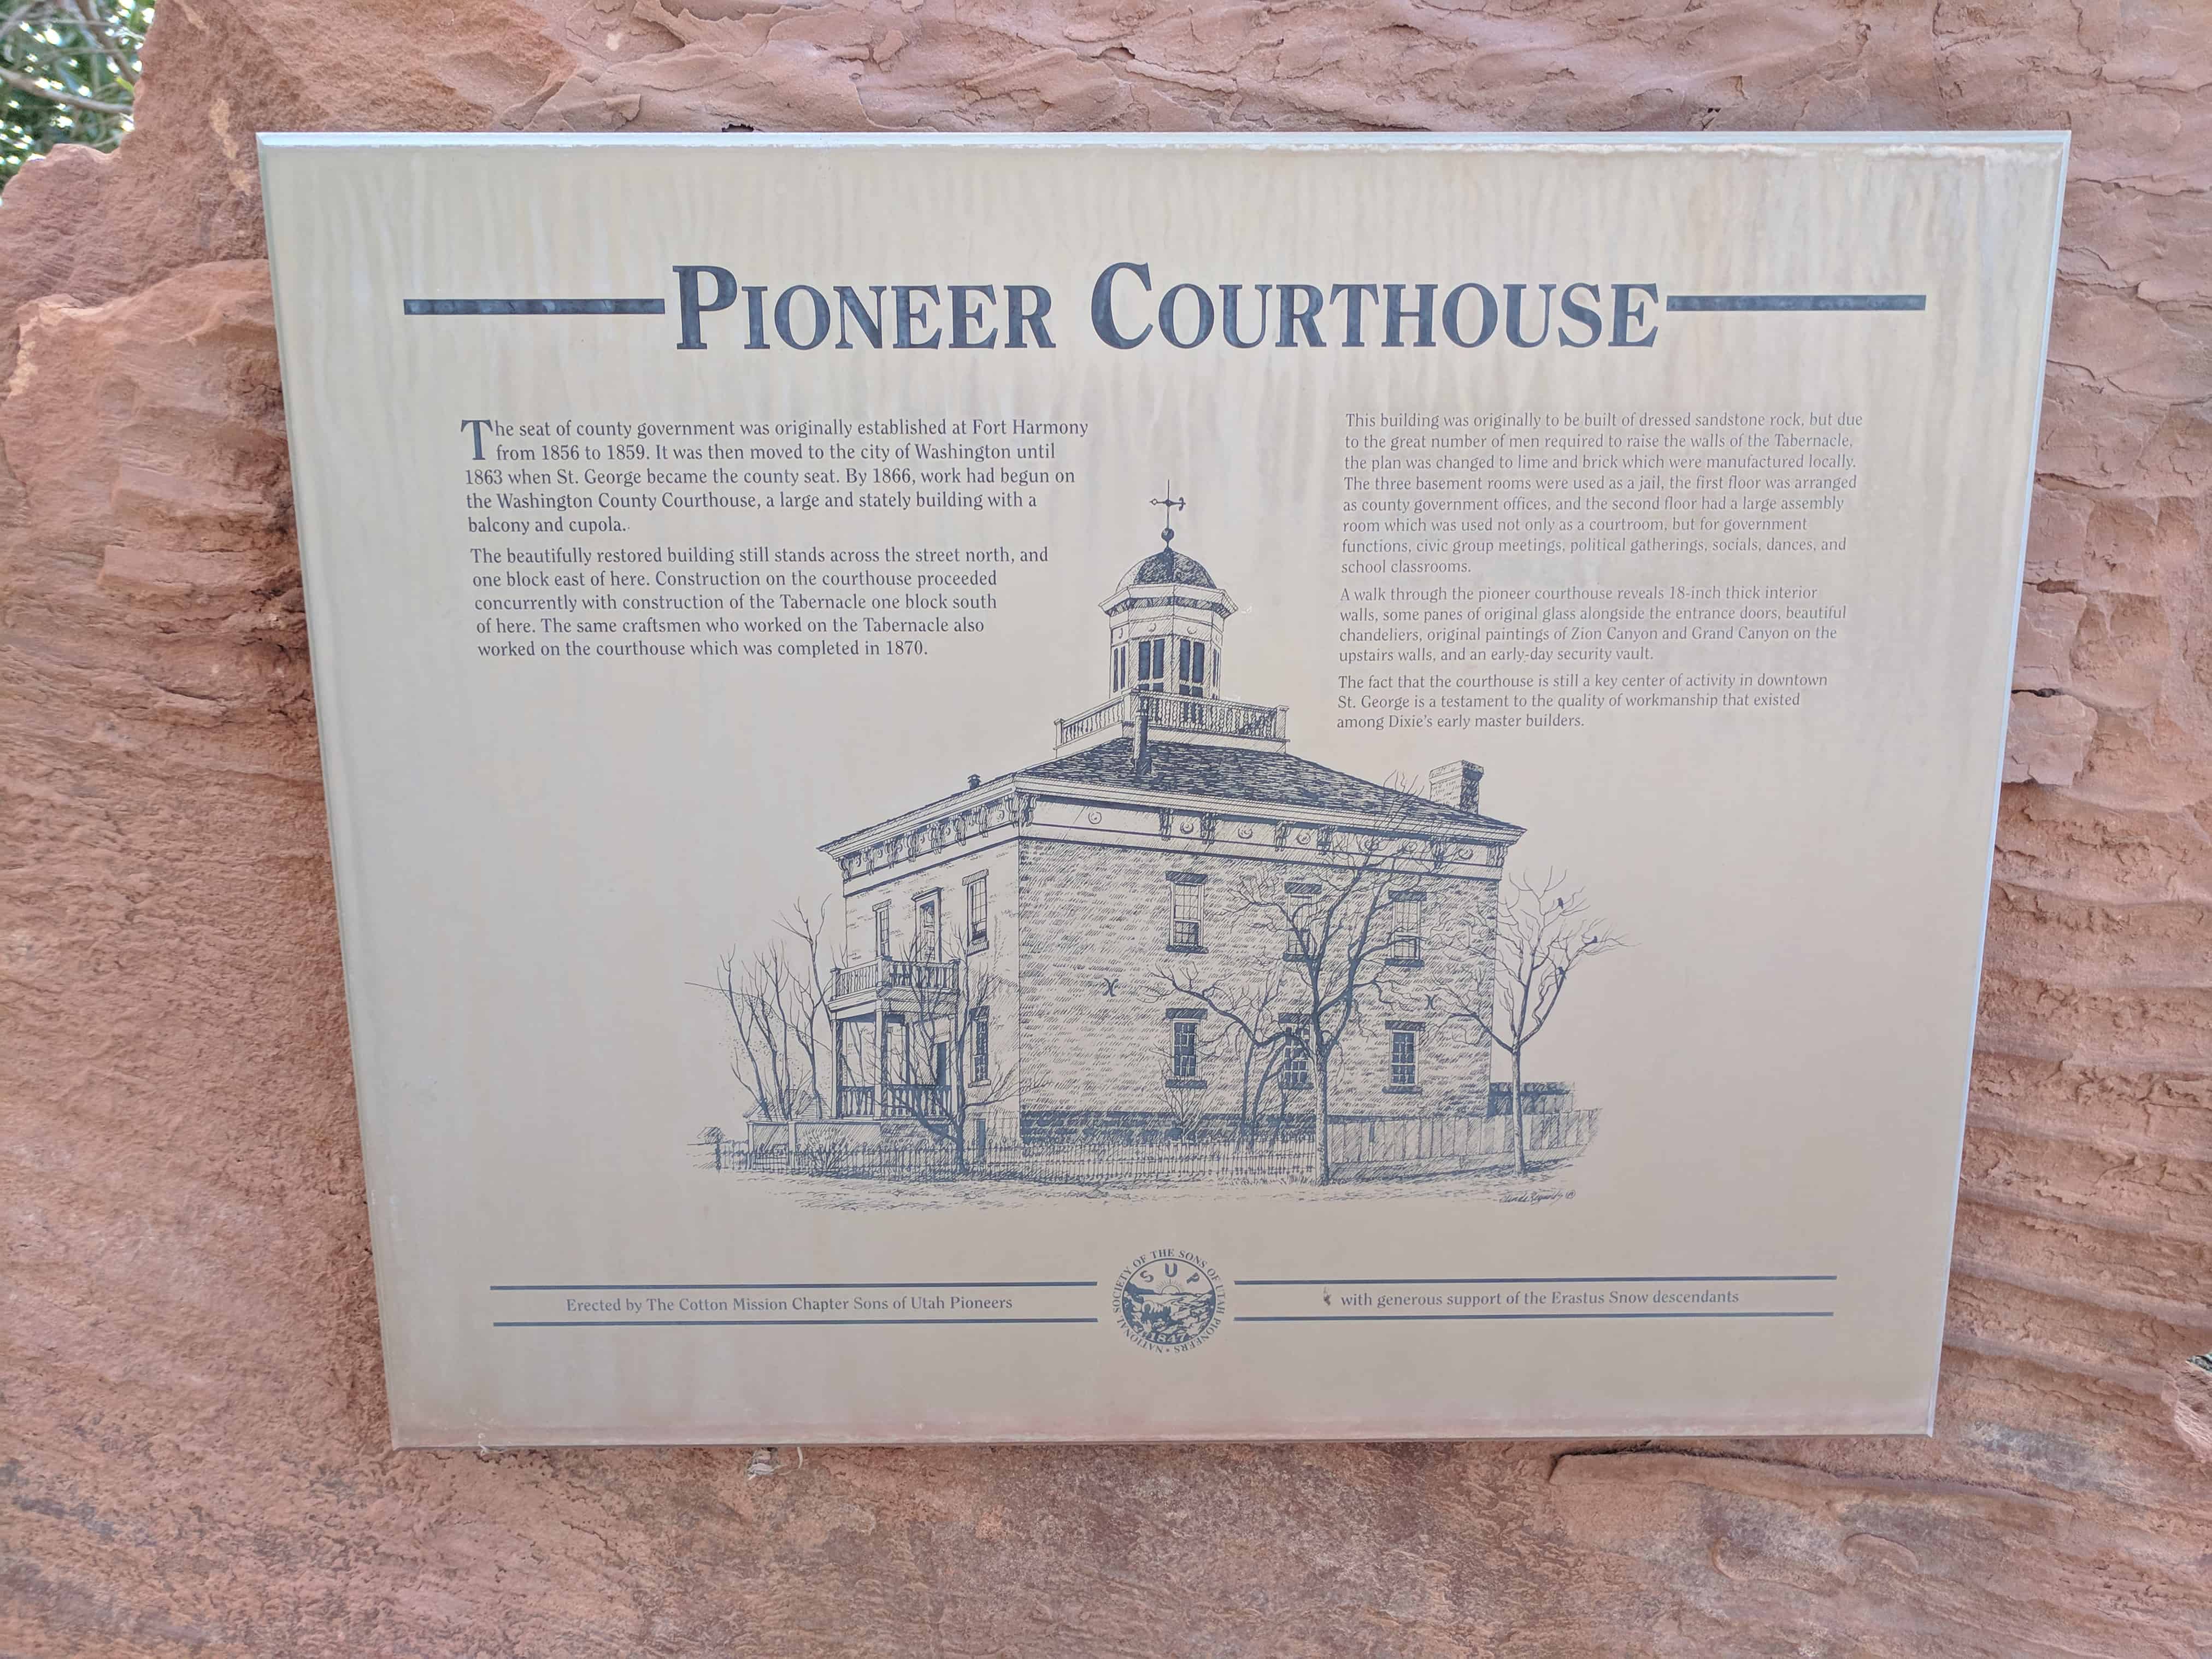 PIONEER COURTHOUSE
The seat of county government was originally established at Fort Harmony
from 1856 to 1859. It was then moved to the city of Washington until
1863 when St. George became the county seat. By 1866, work had begun on
the Washington County Courthouse, a large and stately building with a
balcony and cupola.
The beautifully restored building still stands across the street north, and
one block east of here. Construction on the courthouse proceeded
concurrently with construction of the Tabernacle one block south
of here. The same craftsmen who worked on the Tabernacle also
worked on the courthouse which was completed in 1870.
This building was originally to be built of dressed sandstone rock, but due
to the great number of men required to raise the walls of the Tabernacle,
the plan was changed to lime and brick which were manufactured locally.
The three basement rooms were used as a jail, the first floor was arranged
as county government offices, and the second floor had a large assembly
room which was used not only as a courtroom, but for government
functions, civic group meetings, political gatherings, socials, dances, and
school classrooms.
A walk through the pioneer courthouse reveals 18-inch thick interior
walls, some panes of original glass alongside the entrance doors, beautiful
chandeliers, original paintings of Zion Canyon and Grand Canyon on the
upstairs walls, and an early-day security vault.
The fact that the courthouse is still a key center of activity in downtown
St. George is a testament to the quality of workmanship that existed
among Dixie's early master builders.
Erected by The Cotton Mission Chapter Sons of Utah Pioneers
NATIONAL SOCIETY OF THE SONS OF UTAH PIONEERS
SUP
1847
with generous support of the Erastus Snow descendants